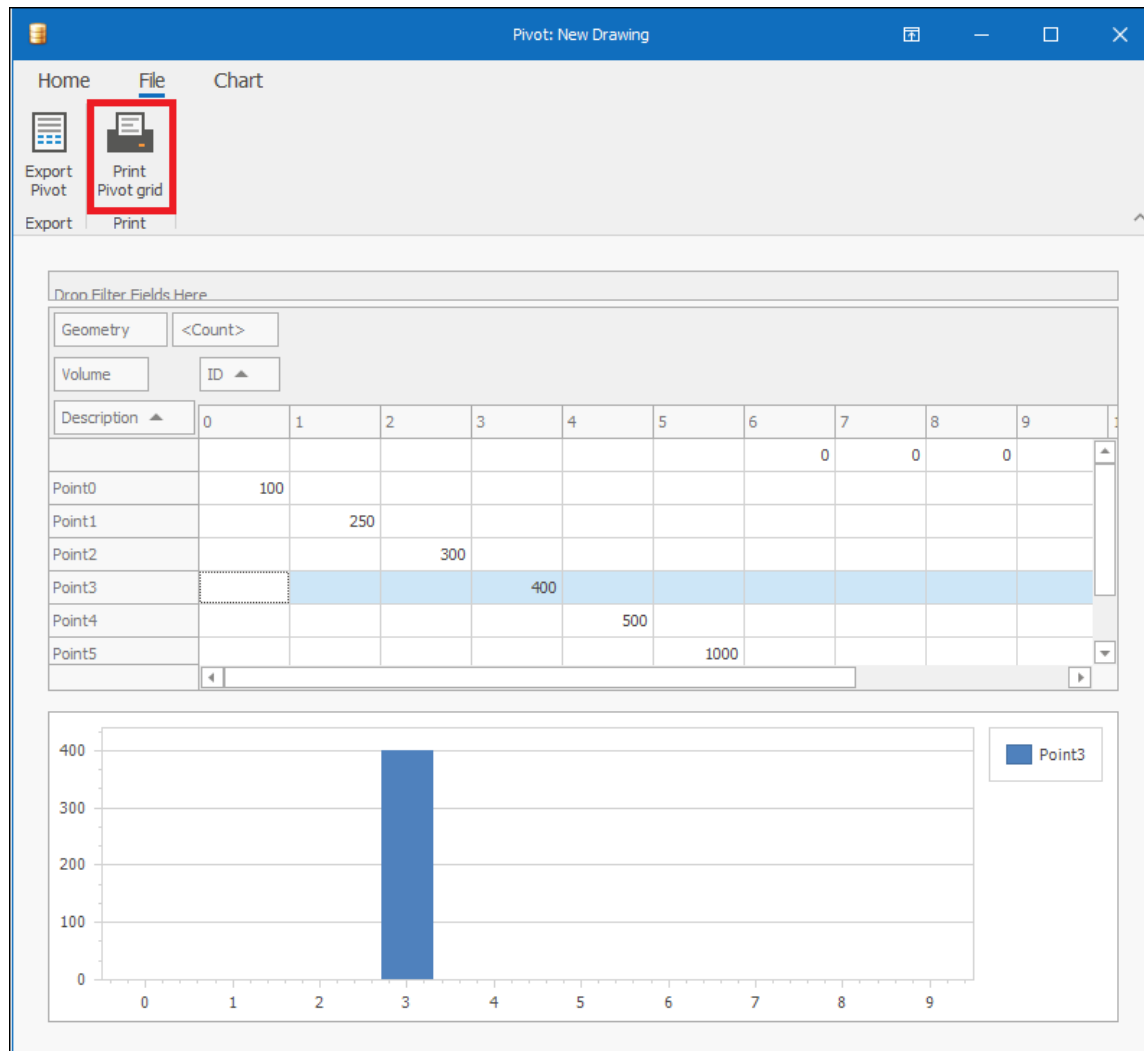 Pivot: New Drawing
Home File Chart
Export Pivot
Print Pivot grid
Export Print
Drop Filter Fields Here
Geometry <Count>
Volume ID
Description 0 1 2 3 4 5 6 7 8 9
0 0 0
Point0 100
Point1 250
Point2 300
Point3 400
Point4 500
Point5 1000
400
300
200
100
0
0 1 2 3 4 5 6 7 8 9
Point3